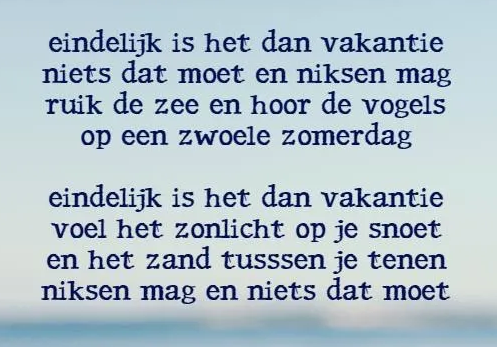 eindelijk is het dan vakantie
niets dat moet en niksen mag
ruik de zee en hoor de vogels
op een zwoele zomerdag
eindelijk is het dan vakantie
voel het zonlicht op je snoet
en het zand tusssen je tenen
niksen mag en niets dat moet